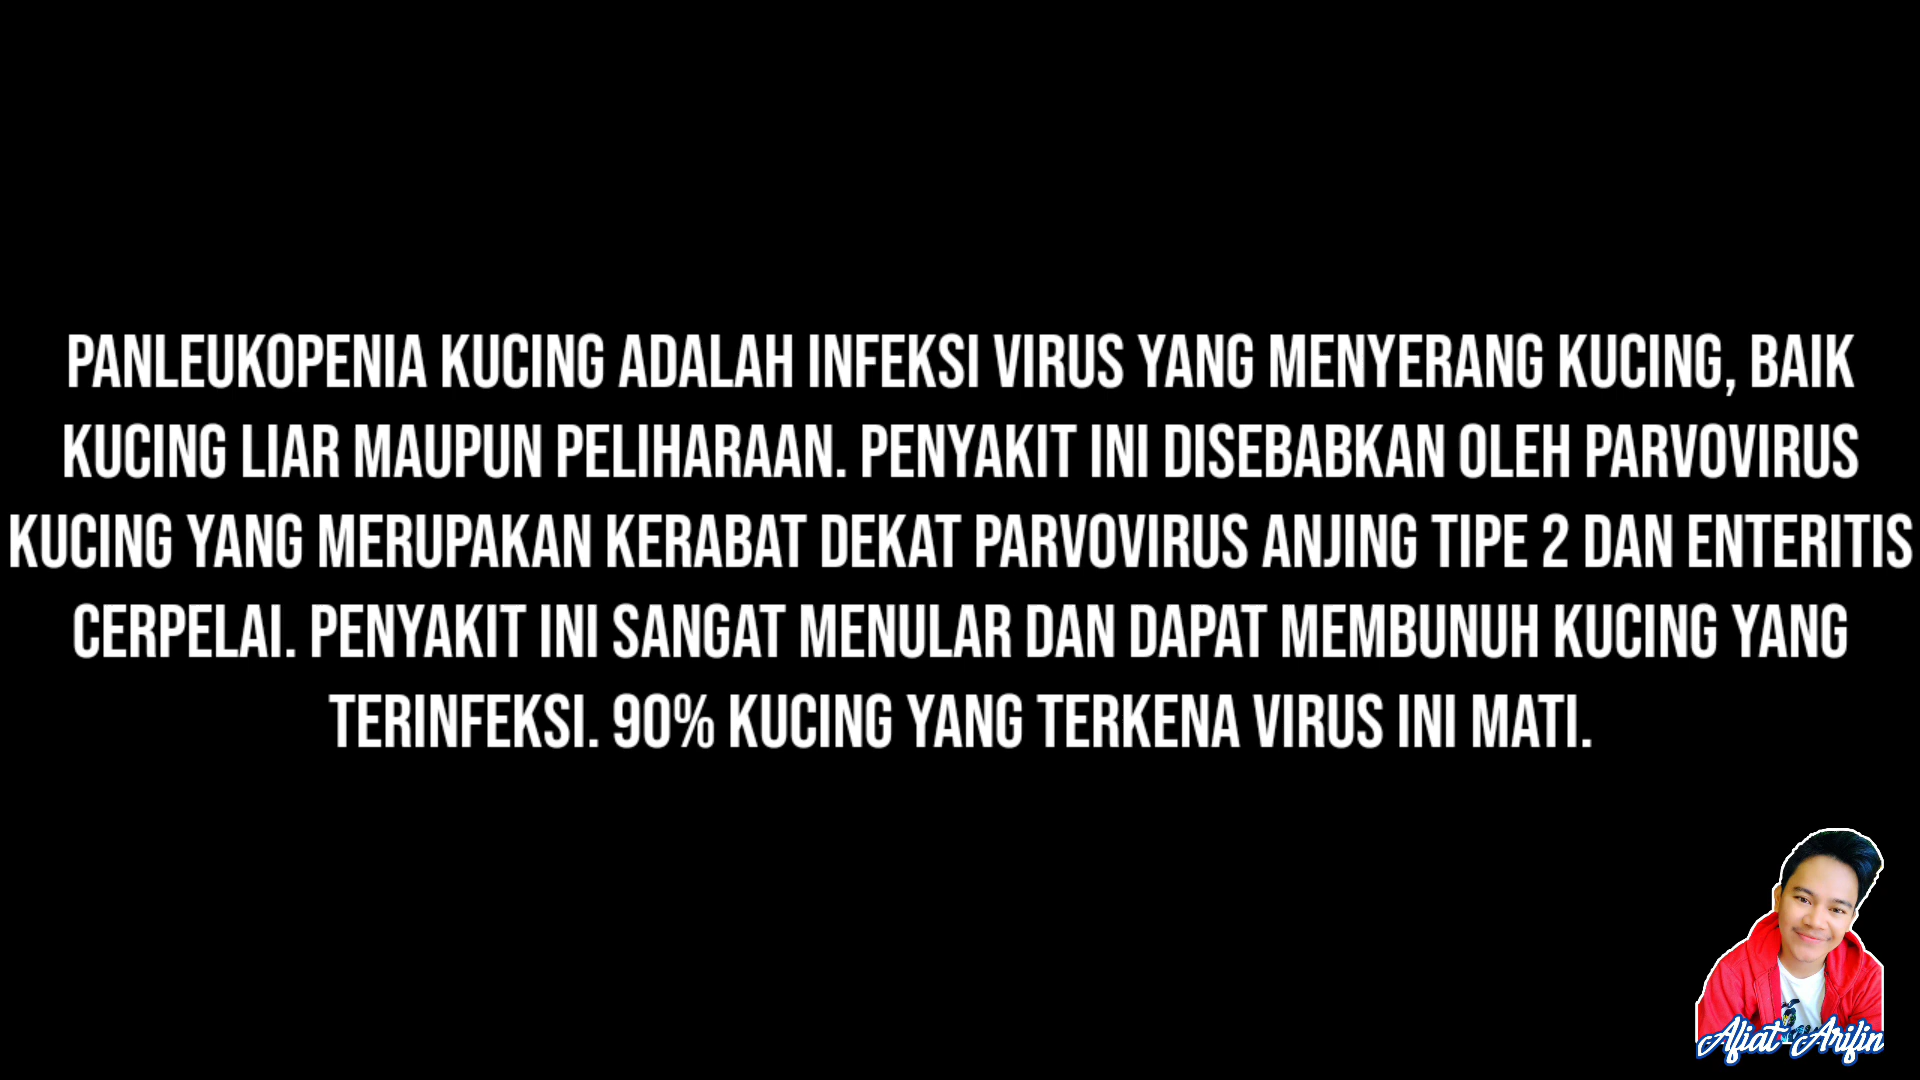 PANLEUKOPENIA KUCING ADALAH INFEKSI VIRUS YANG MENYERANG KUCING, BAIK
KUCING LIAR MAUPUN PELIHARAAN. PENYAKIT INI DISEBABKAN OLEH PARVOVIRUS
KUCING YANG MERUPAKAN KERABAT DEKAT PARVOVIRUS ANJING TIPE 2 DAN ENTERITIS
CERPELAI. PENYAKIT INI SANGAT MENULAR DAN DAPAT MEMBUNUH KUCING YANG
TERINFEKSI. 90% KUCING YANG TERKENA VIRUS INI MATI.
Afiat Arifin